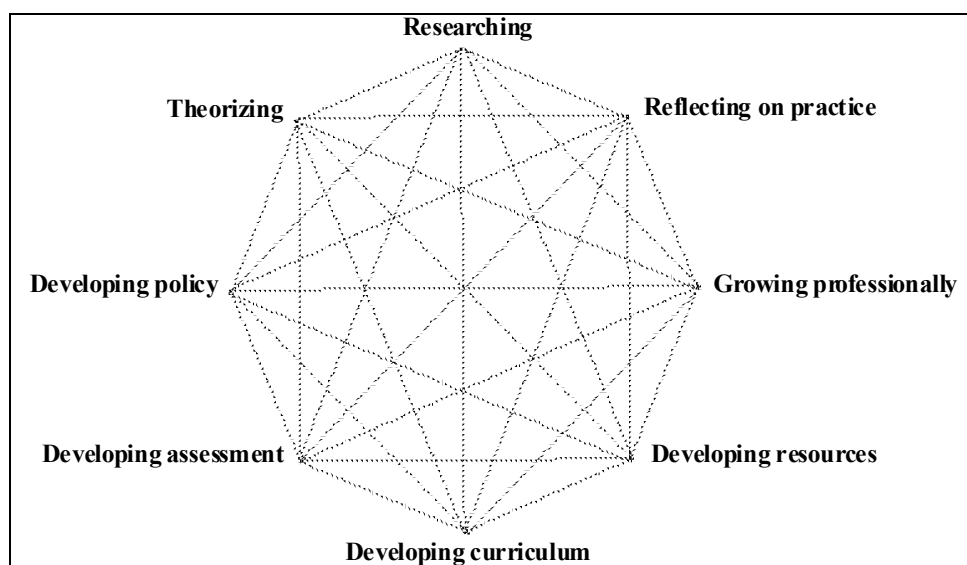 Researching
Theorizing
Reflecting on practice
Developing policy
Growing professionally
Developing assessment
Developing resources
Developing curriculum